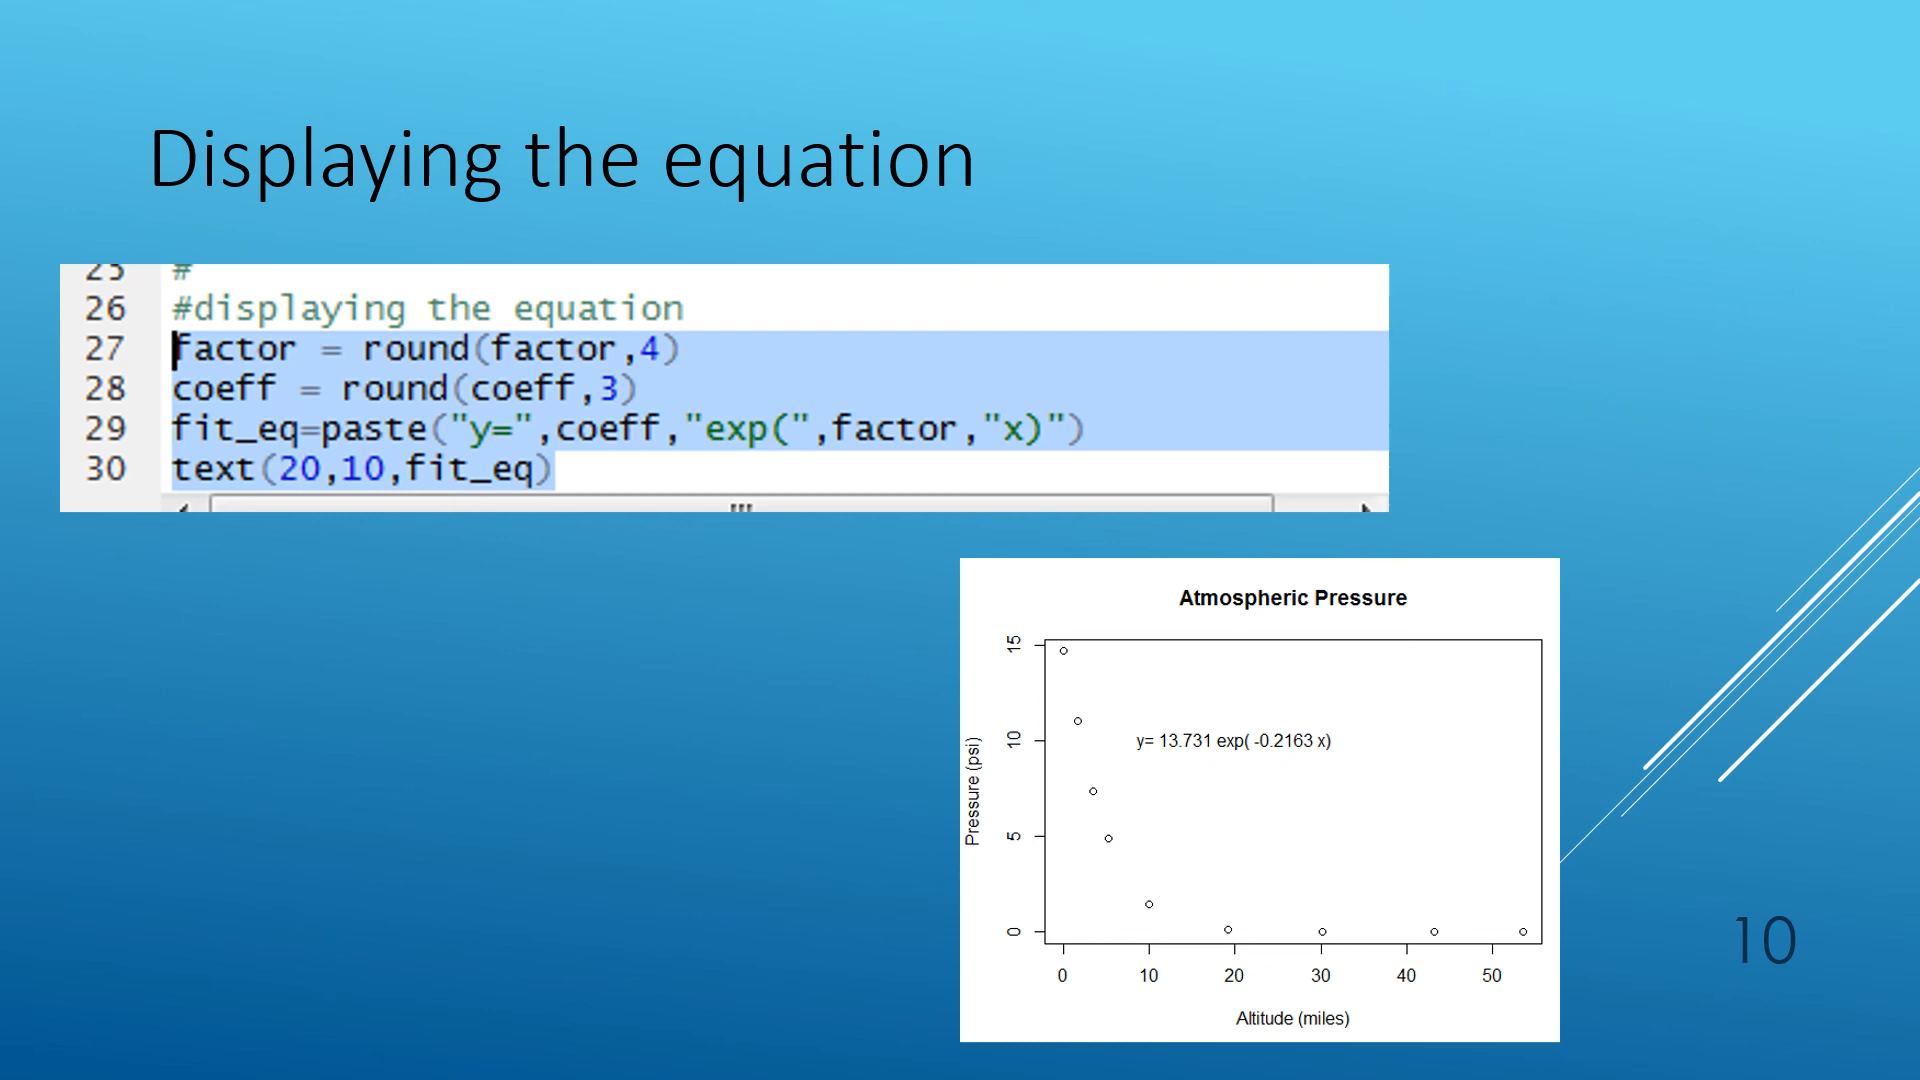 Displaying the equation
25 #
26 #displaying the equation
27 factor = round(factor,4)
28 coeff = round(coeff,3)
29 fit_eq=paste("y=",coeff,"exp(",factor,"x)")
30 text(20,10,fit_eq)
Atmospheric Pressure
15
10
5
0
Pressure (psi)
y= 13.731 exp( -0.2163 x)
0 10 20 30 40 50
Altitude (miles)
10